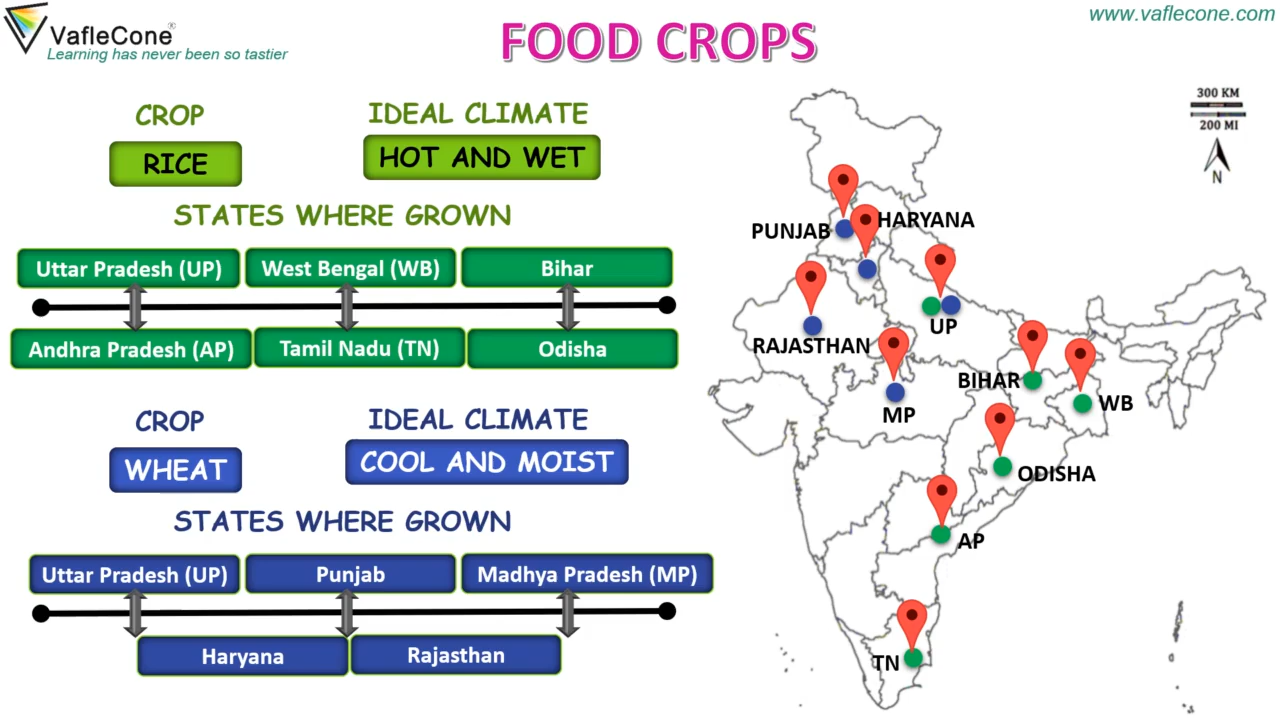 VafleCone®
Learning has never been so tastier
FOOD CROPS
www.vaflecone.com
CROP
IDEAL CLIMATE
RICE
HOT AND WET
STATES WHERE GROWN
Uttar Pradesh (UP)
West Bengal (WB)
Bihar
Andhra Pradesh (AP)
Tamil Nadu (TN)
Odisha
CROP
IDEAL CLIMATE
WHEAT
COOL AND MOIST
STATES WHERE GROWN
Uttar Pradesh (UP)
Punjab
Madhya Pradesh (MP)
Haryana
Rajasthan
300 KM
200 MI
N
PUNJAB
HARYANA
UP
RAJASTHAN
BIHAR
WB
MP
ODISHA
AP
TN